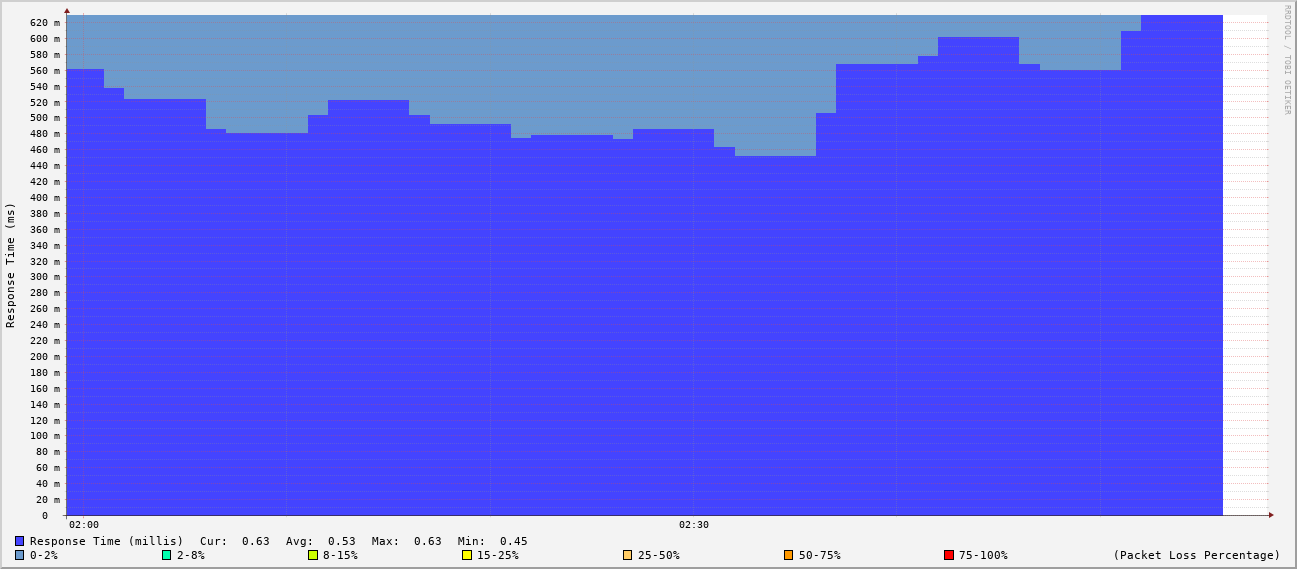 620 m
600 m
580 m
560 m
540 m
520 m
500 m
480 m
460 m
440 m
420 m
400 m
380 m
360 m
340 m
320 m
300 m
280 m
260 m
240 m
220 m
200 m
180 m
160 m
140 m
120 m
100 m
80 m
60 m
40 m
20 m
0
Response Time (ms)
RRDTOOL / TOBI OETIKER
02:00 02:30
Response Time (millis) Cur: 0.63 Avg: 0.53 Max: 0.63 Min: 0.45
0-2% 2-8% 8-15% 15-25% 25-50% 50-75% 75-100% (Packet Loss Percentage)